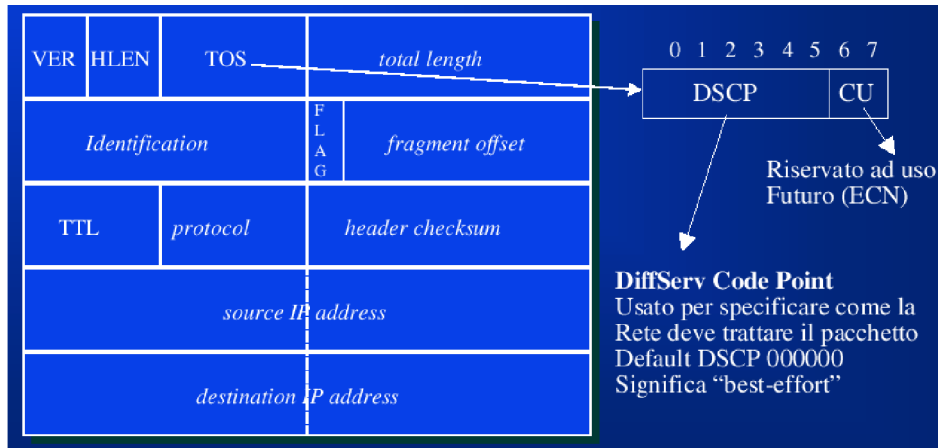 VER HLEN TOS total length
0 1 2 3 4 5 6 7
DSCP CU
Identification FLAG fragment offset
Riservato ad uso
Futuro (ECN)
TTL protocol header checksum
source IP address
destination IP address
DiffServ Code Point
Usato per specificare come la
Rete deve trattare il pacchetto
Default DSCP 000000
Significa “best-effort”